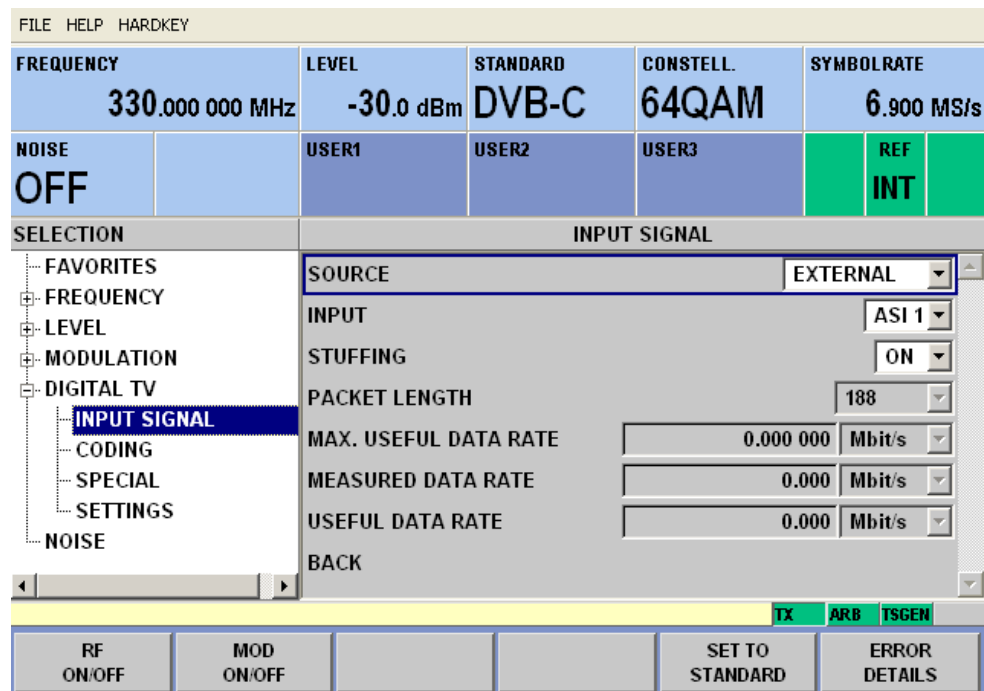 FILE HELP HARDKEY
FREQUENCY LEVEL STANDARD CONSTELL. SYMBOLRATE
330.000 000 MHz -30.0 dBm DVB-C 64QAM 6.900 MS/s
NOISE USER1 USER2 USER3 REF
OFF INT
SELECTION INPUT SIGNAL
FAVORITES
FREQUENCY
LEVEL
MODULATION
DIGITAL TV
INPUT SIGNAL
CODING
SPECIAL
SETTINGS
NOISE
SOURCE EXTERNAL
INPUT ASI 1
STUFFING ON
PACKET LENGTH 188
MAX. USEFUL DATA RATE 0.000 000 Mbit/s
MEASURED DATA RATE 0.000 Mbit/s
USEFUL DATA RATE 0.000 Mbit/s
BACK
TX ARB TSGEN
RF ON/OFF
MOD ON/OFF
SET TO STANDARD
ERROR DETAILS